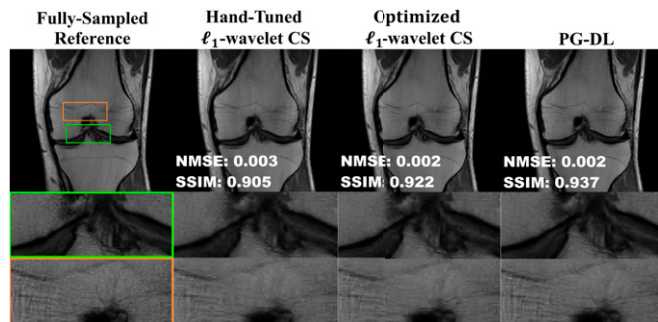 Fully-Sampled
Reference
Hand-Tuned
ℓ₁-wavelet CS
Optimized
ℓ₁-wavelet CS
PG-DL
NMSE: 0.003
SSIM: 0.905
NMSE: 0.002
SSIM: 0.922
NMSE: 0.002
SSIM: 0.937